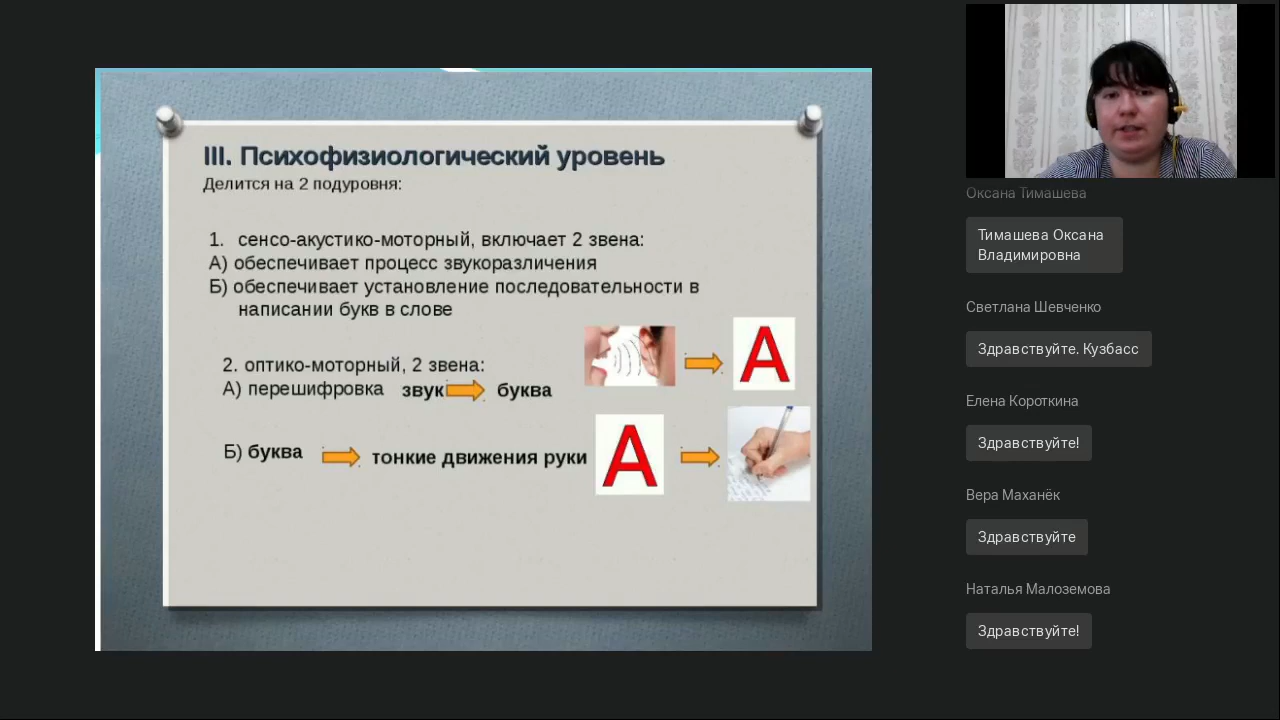 III. Психофизиологический уровень
Делится на 2 подуровня:
1. сенсо-акустико-моторный, включает 2 звена:
А) обеспечивает процесс звукоразличения
Б) обеспечивает установление последовательности в
написании букв в слове
А
2. оптико-моторный, 2 звена:
А) перешифровка звук буква
Б) буква тонкие движения руки
А
Оксана Тимашева
Тимашева Оксана
Владимировна
Светлана Шевченко
Здравствуйте. Кузбасс
Елена Короткина
Здравствуйте!
Вера Маханёк
Здравствуйте
Наталья Малоземова
Здравствуйте!